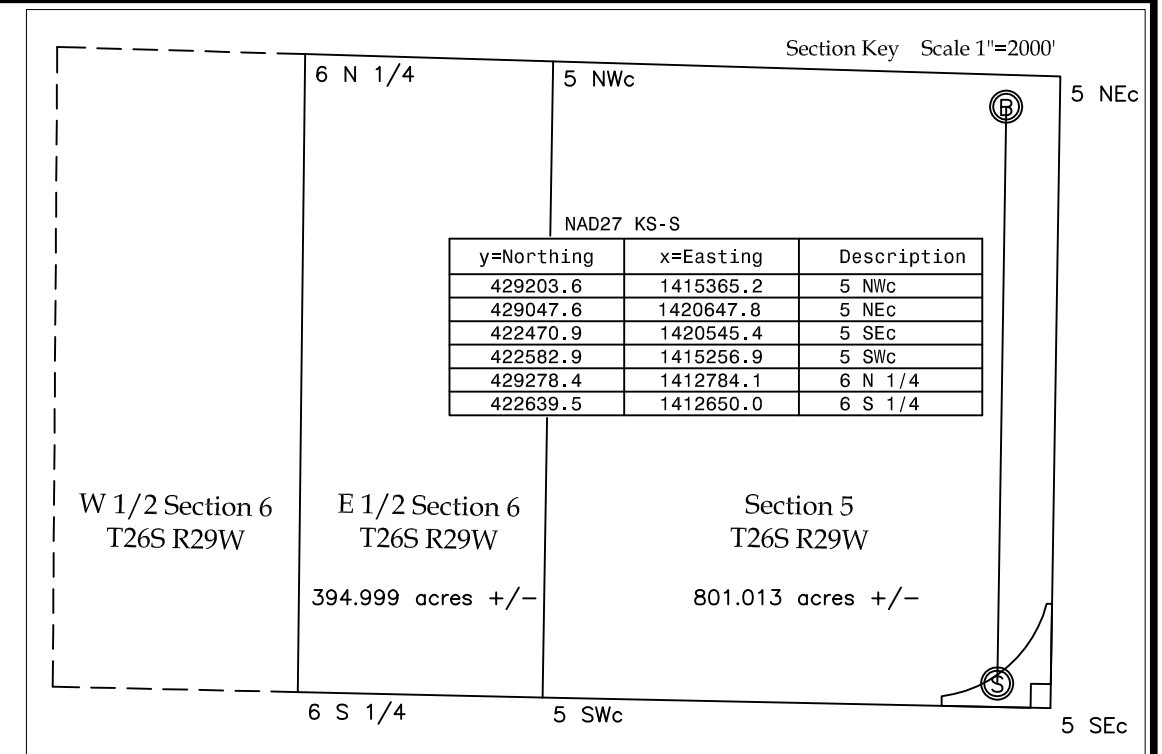 Section Key Scale 1"=2000'
6 N 1/4
5 NWc
5 NEc
B
NAD27 KS-S
y=Northing x=Easting Description
429203.6 1415365.2 5 NWc
429047.6 1420647.8 5 NEc
422470.9 1420545.4 5 SEc
422582.9 1415256.9 5 SWc
429278.4 1412784.1 6 N 1/4
422639.5 1412650.0 6 S 1/4
W 1/2 Section 6
T26S R29W
E 1/2 Section 6
T26S R29W
394.999 acres +/-
Section 5
T26S R29W
801.013 acres +/-
S
6 S 1/4
5 SWc
5 SEc